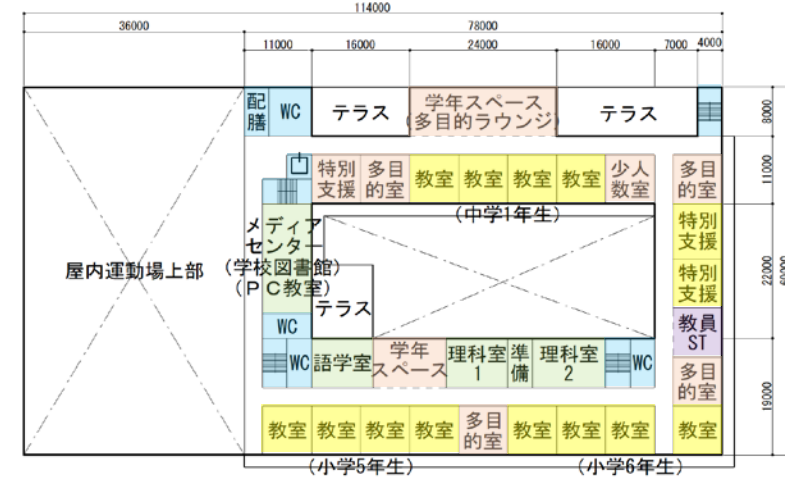 114000
36000
78000
11000
16000
24000
16000
7000
4000
配膳
WC
テラス
学年スペース
(多目的ラウンジ)
テラス
8000
特別
支援
多目
的室
教室
教室
教室
教室
少人
数室
多目
的室
11000
(中学1年生)
メディア
センター
(学校図書館)
(PC教室)
屋内運動場上部
テラス
特別
支援
特別
支援
22000
WC
教員
ST
WC
語学室
学年
スペース
理科室
1
準
備
理科室
2
WC
多目
的室
19000
教室
教室
教室
教室
多目
的室
教室
教室
教室
教室
(小学5年生)
(小学6年生)